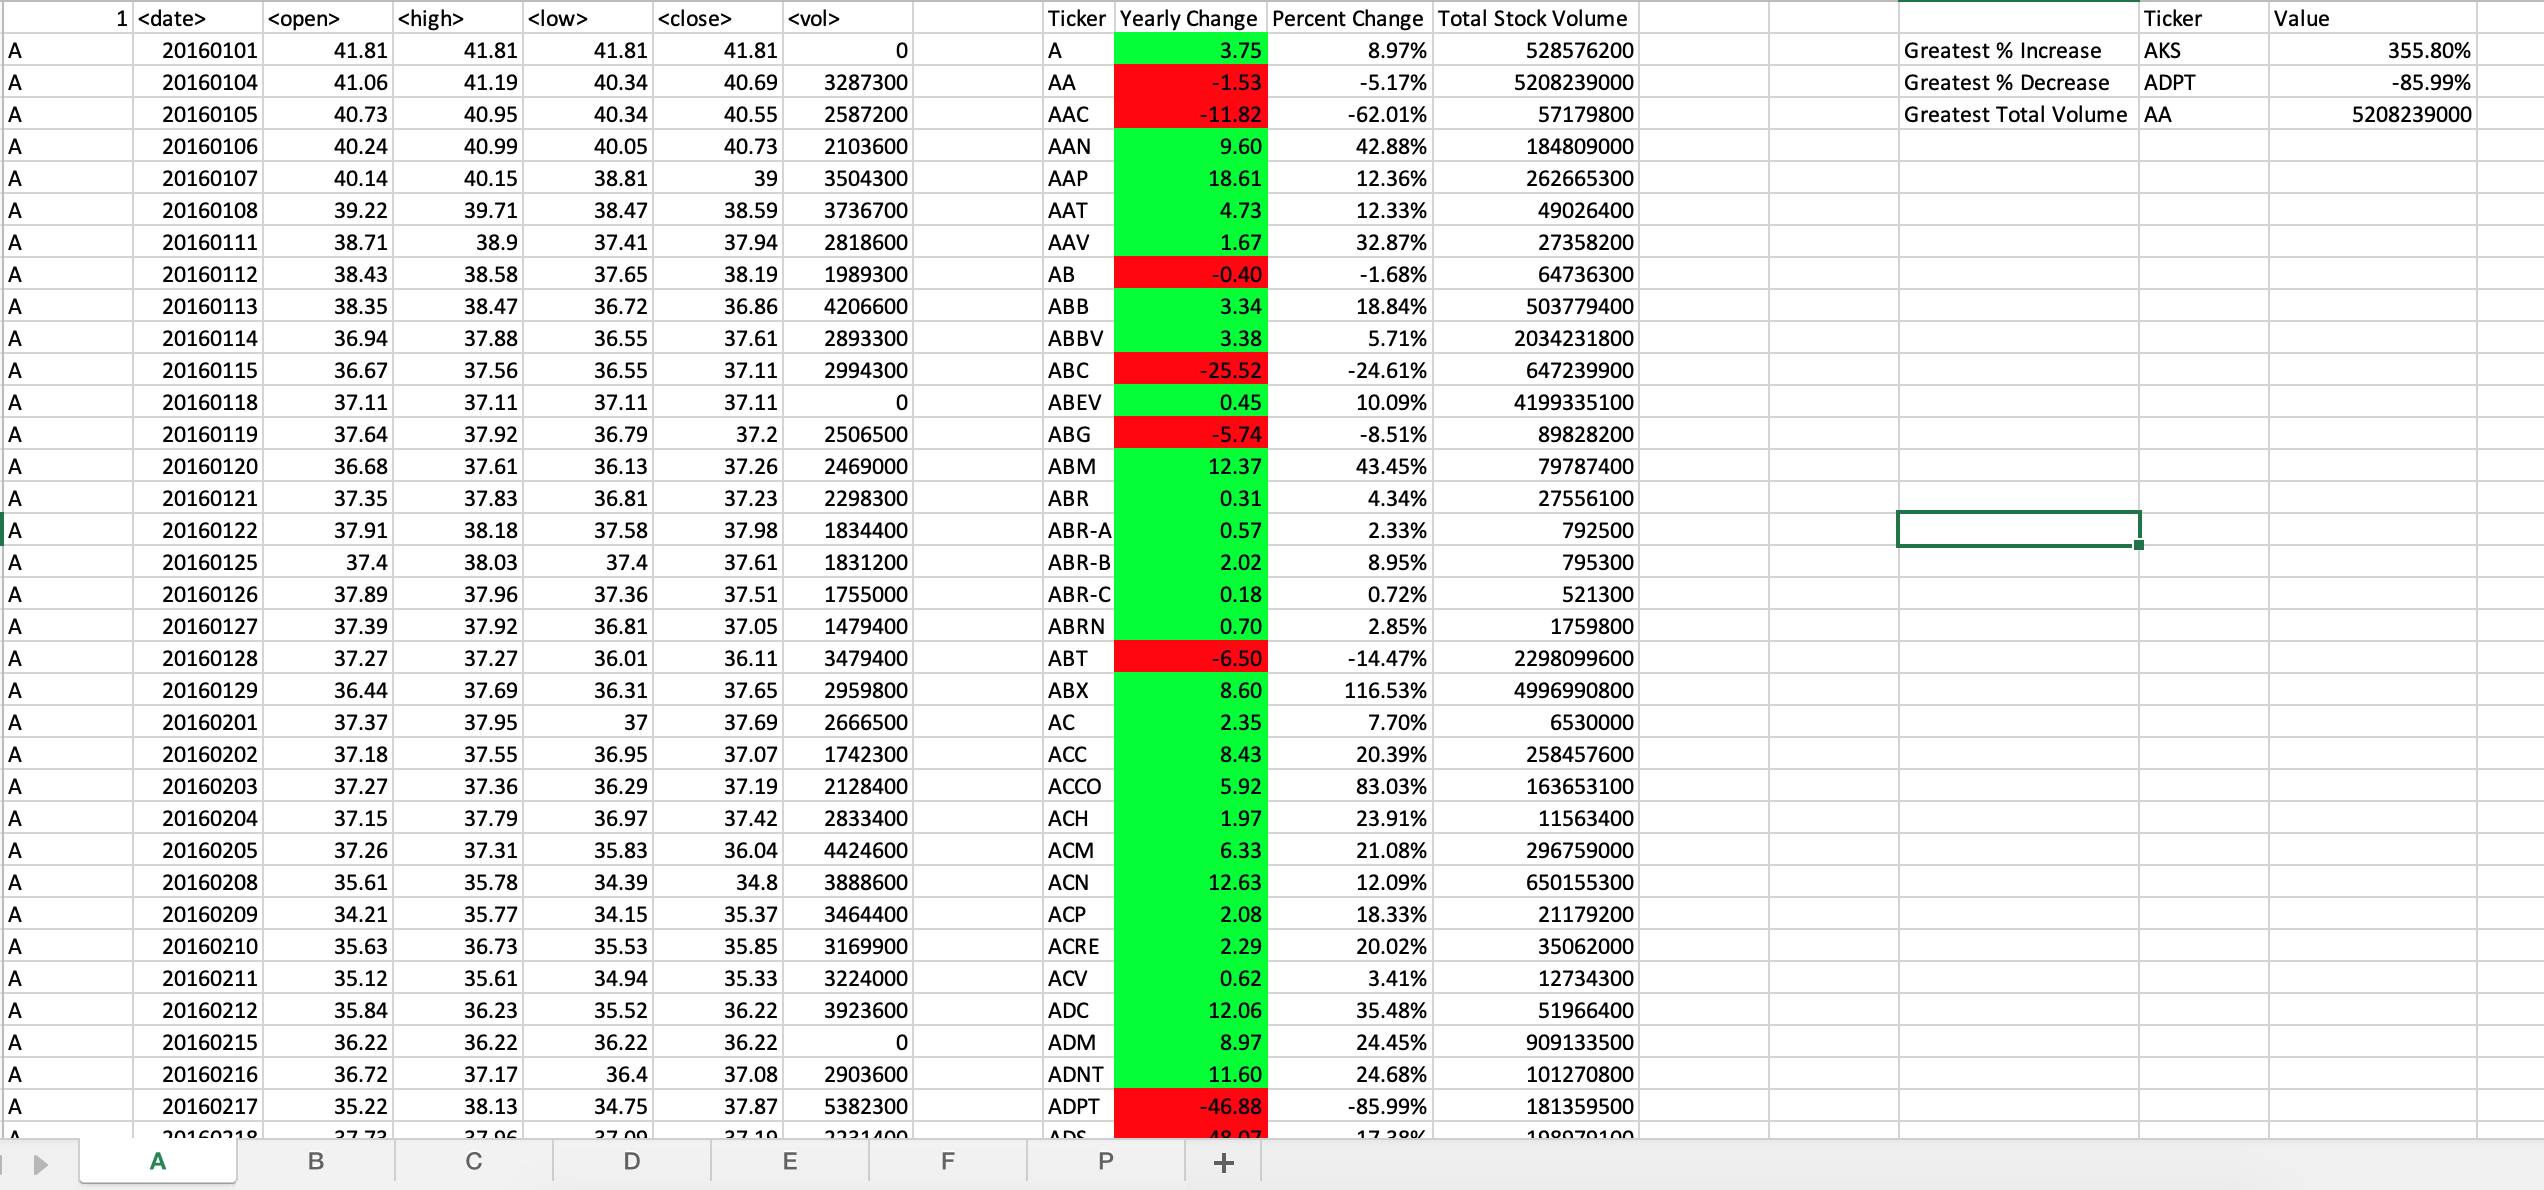 1 <date> <open> <high> <low> <close> <vol> Ticker Yearly Change Percent Change Total Stock Volume Ticker Value
A 20160101 41.81 41.81 41.81 41.81 0 A 3.75 8.97% 528576200 Greatest % Increase AKS 355.80%
A 20160104 41.06 41.19 40.34 40.69 3287300 AA -1.53 -5.17% 5208239000 Greatest % Decrease ADPT -85.99%
A 20160105 40.73 40.95 40.34 40.55 2587200 AAC -11.82 -62.01% 57179800 Greatest Total Volume AA 5208239000
A 20160106 40.24 40.99 40.05 40.73 2103600 AAN 9.60 42.88% 184809000
A 20160107 40.14 40.15 38.81 39 3504300 AAP 18.61 12.36% 262665300
A 20160108 39.22 39.71 38.47 38.59 3736700 AAT 4.73 12.33% 49026400
A 20160111 38.71 38.9 37.41 37.94 2818600 AAV 1.67 32.87% 27358200
A 20160112 38.43 38.58 37.65 38.19 1989300 AB -0.40 -1.68% 64736300
A 20160113 38.35 38.47 36.72 36.86 4206600 ABB 3.34 18.84% 503779400
A 20160114 36.94 37.88 36.55 37.61 2893300 ABBV 3.38 5.71% 2034231800
A 20160115 36.67 37.56 36.55 37.11 2994300 ABC -25.52 -24.61% 647239900
A 20160118 37.11 37.11 37.11 37.11 0 ABEV 0.45 10.09% 4199335100
A 20160119 37.64 37.92 36.79 37.2 2506500 ABG -5.74 -8.51% 89828200
A 20160120 36.68 37.61 36.13 37.26 2469000 ABM 12.37 43.45% 79787400
A 20160121 37.35 37.83 36.81 37.23 2298300 ABR 0.31 4.34% 27556100
A 20160122 37.91 38.18 37.58 37.98 1834400 ABR-A 0.57 2.33% 792500
A 20160125 37.4 38.03 37.4 37.61 1831200 ABR-B 2.02 8.95% 795300
A 20160126 37.89 37.96 37.36 37.51 1755000 ABR-C 0.18 0.72% 521300
A 20160127 37.39 37.92 36.81 37.05 1479400 ABRN 0.70 2.85% 1759800
A 20160128 37.27 37.27 36.01 36.11 3479400 ABT -6.50 -14.47% 2298099600
A 20160129 36.44 37.69 36.31 37.65 2959800 ABX 8.60 116.53% 4996990800
A 20160201 37.37 37.95 37 37.69 2666500 AC 2.35 7.70% 6530000
A 20160202 37.18 37.55 36.95 37.07 1742300 ACC 8.43 20.39% 258457600
A 20160203 37.27 37.36 36.29 37.19 2128400 ACCO 5.92 83.03% 163653100
A 20160204 37.15 37.79 36.97 37.42 2833400 ACH 1.97 23.91% 11563400
A 20160205 37.26 37.31 35.83 36.04 4424600 ACM 6.33 21.08% 296759000
A 20160208 35.61 35.78 34.39 34.8 3888600 ACN 12.63 12.09% 650155300
A 20160209 34.21 35.77 34.15 35.37 3464400 ACP 2.08 18.33% 21179200
A 20160210 35.63 36.73 35.53 35.85 3169900 ACRE 2.29 20.02% 35062000
A 20160211 35.12 35.61 34.94 35.33 3224000 ACV 0.62 3.41% 12734300
A 20160212 35.84 36.23 35.52 36.22 3923600 ADC 12.06 35.48% 51966400
A 20160215 36.22 36.22 36.22 36.22 0 ADM 8.97 24.45% 909133500
A 20160216 36.72 37.17 36.4 37.08 2903600 ADNT 11.60 24.68% 101270800
A 20160217 35.22 38.13 34.75 37.87 5382300 ADPT -46.88 -85.99% 181359500
A B C D E F P +